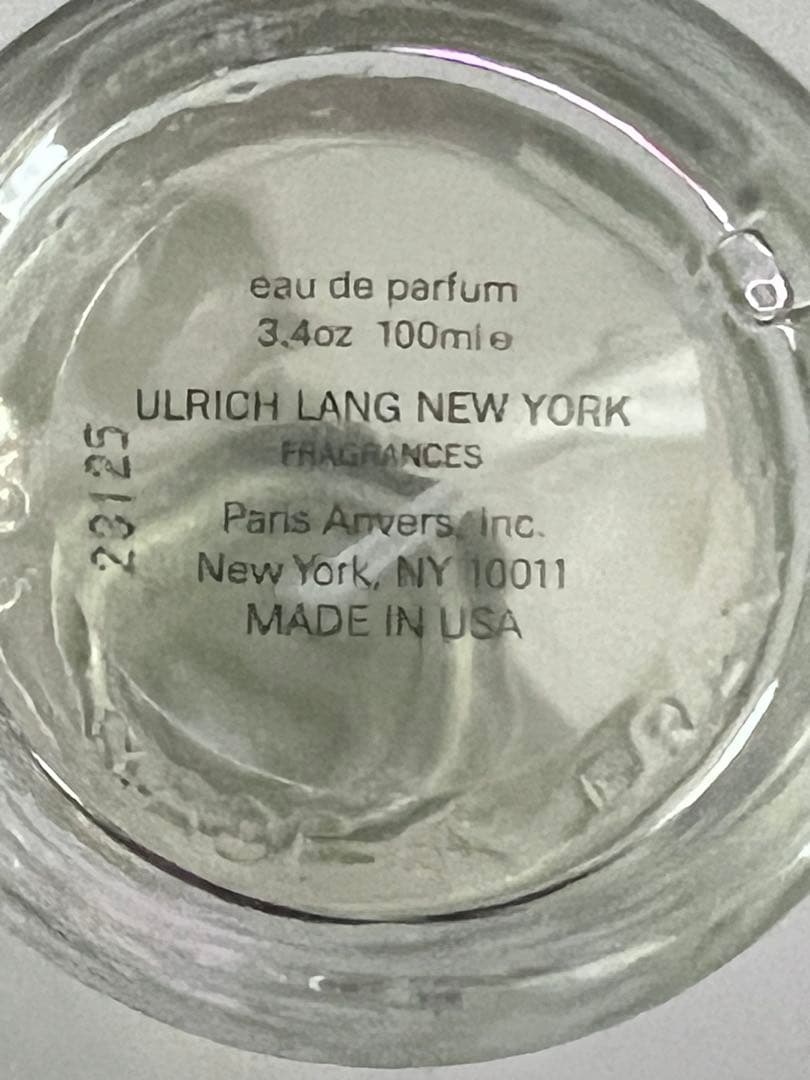 eau de parfum
3.4oz 100ml ℮
ULRICH LANG NEW YORK
FRAGRANCES
Paris Anvers, Inc.
New York, NY 10011
MADE IN USA
23125